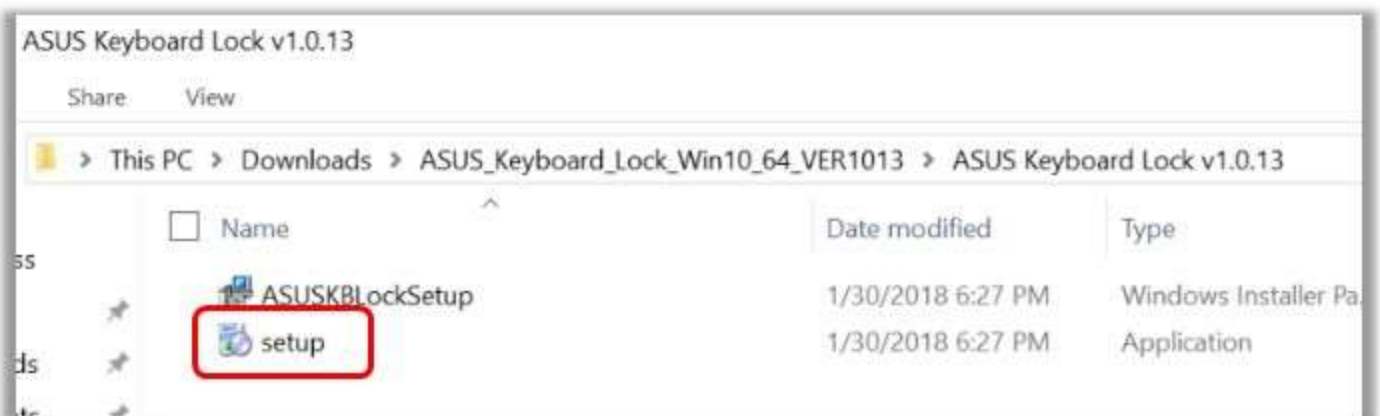 ASUS Keyboard Lock v1.0.13
Share View
This PC > Downloads > ASUS_Keyboard_Lock_Win10_64_VER1013 > ASUS Keyboard Lock v1.0.13
Name Date modified Type
ss
ASUSKBLockSetup 1/30/2018 6:27 PM Windows Installer Pa
setup 1/30/2018 6:27 PM Application
ds